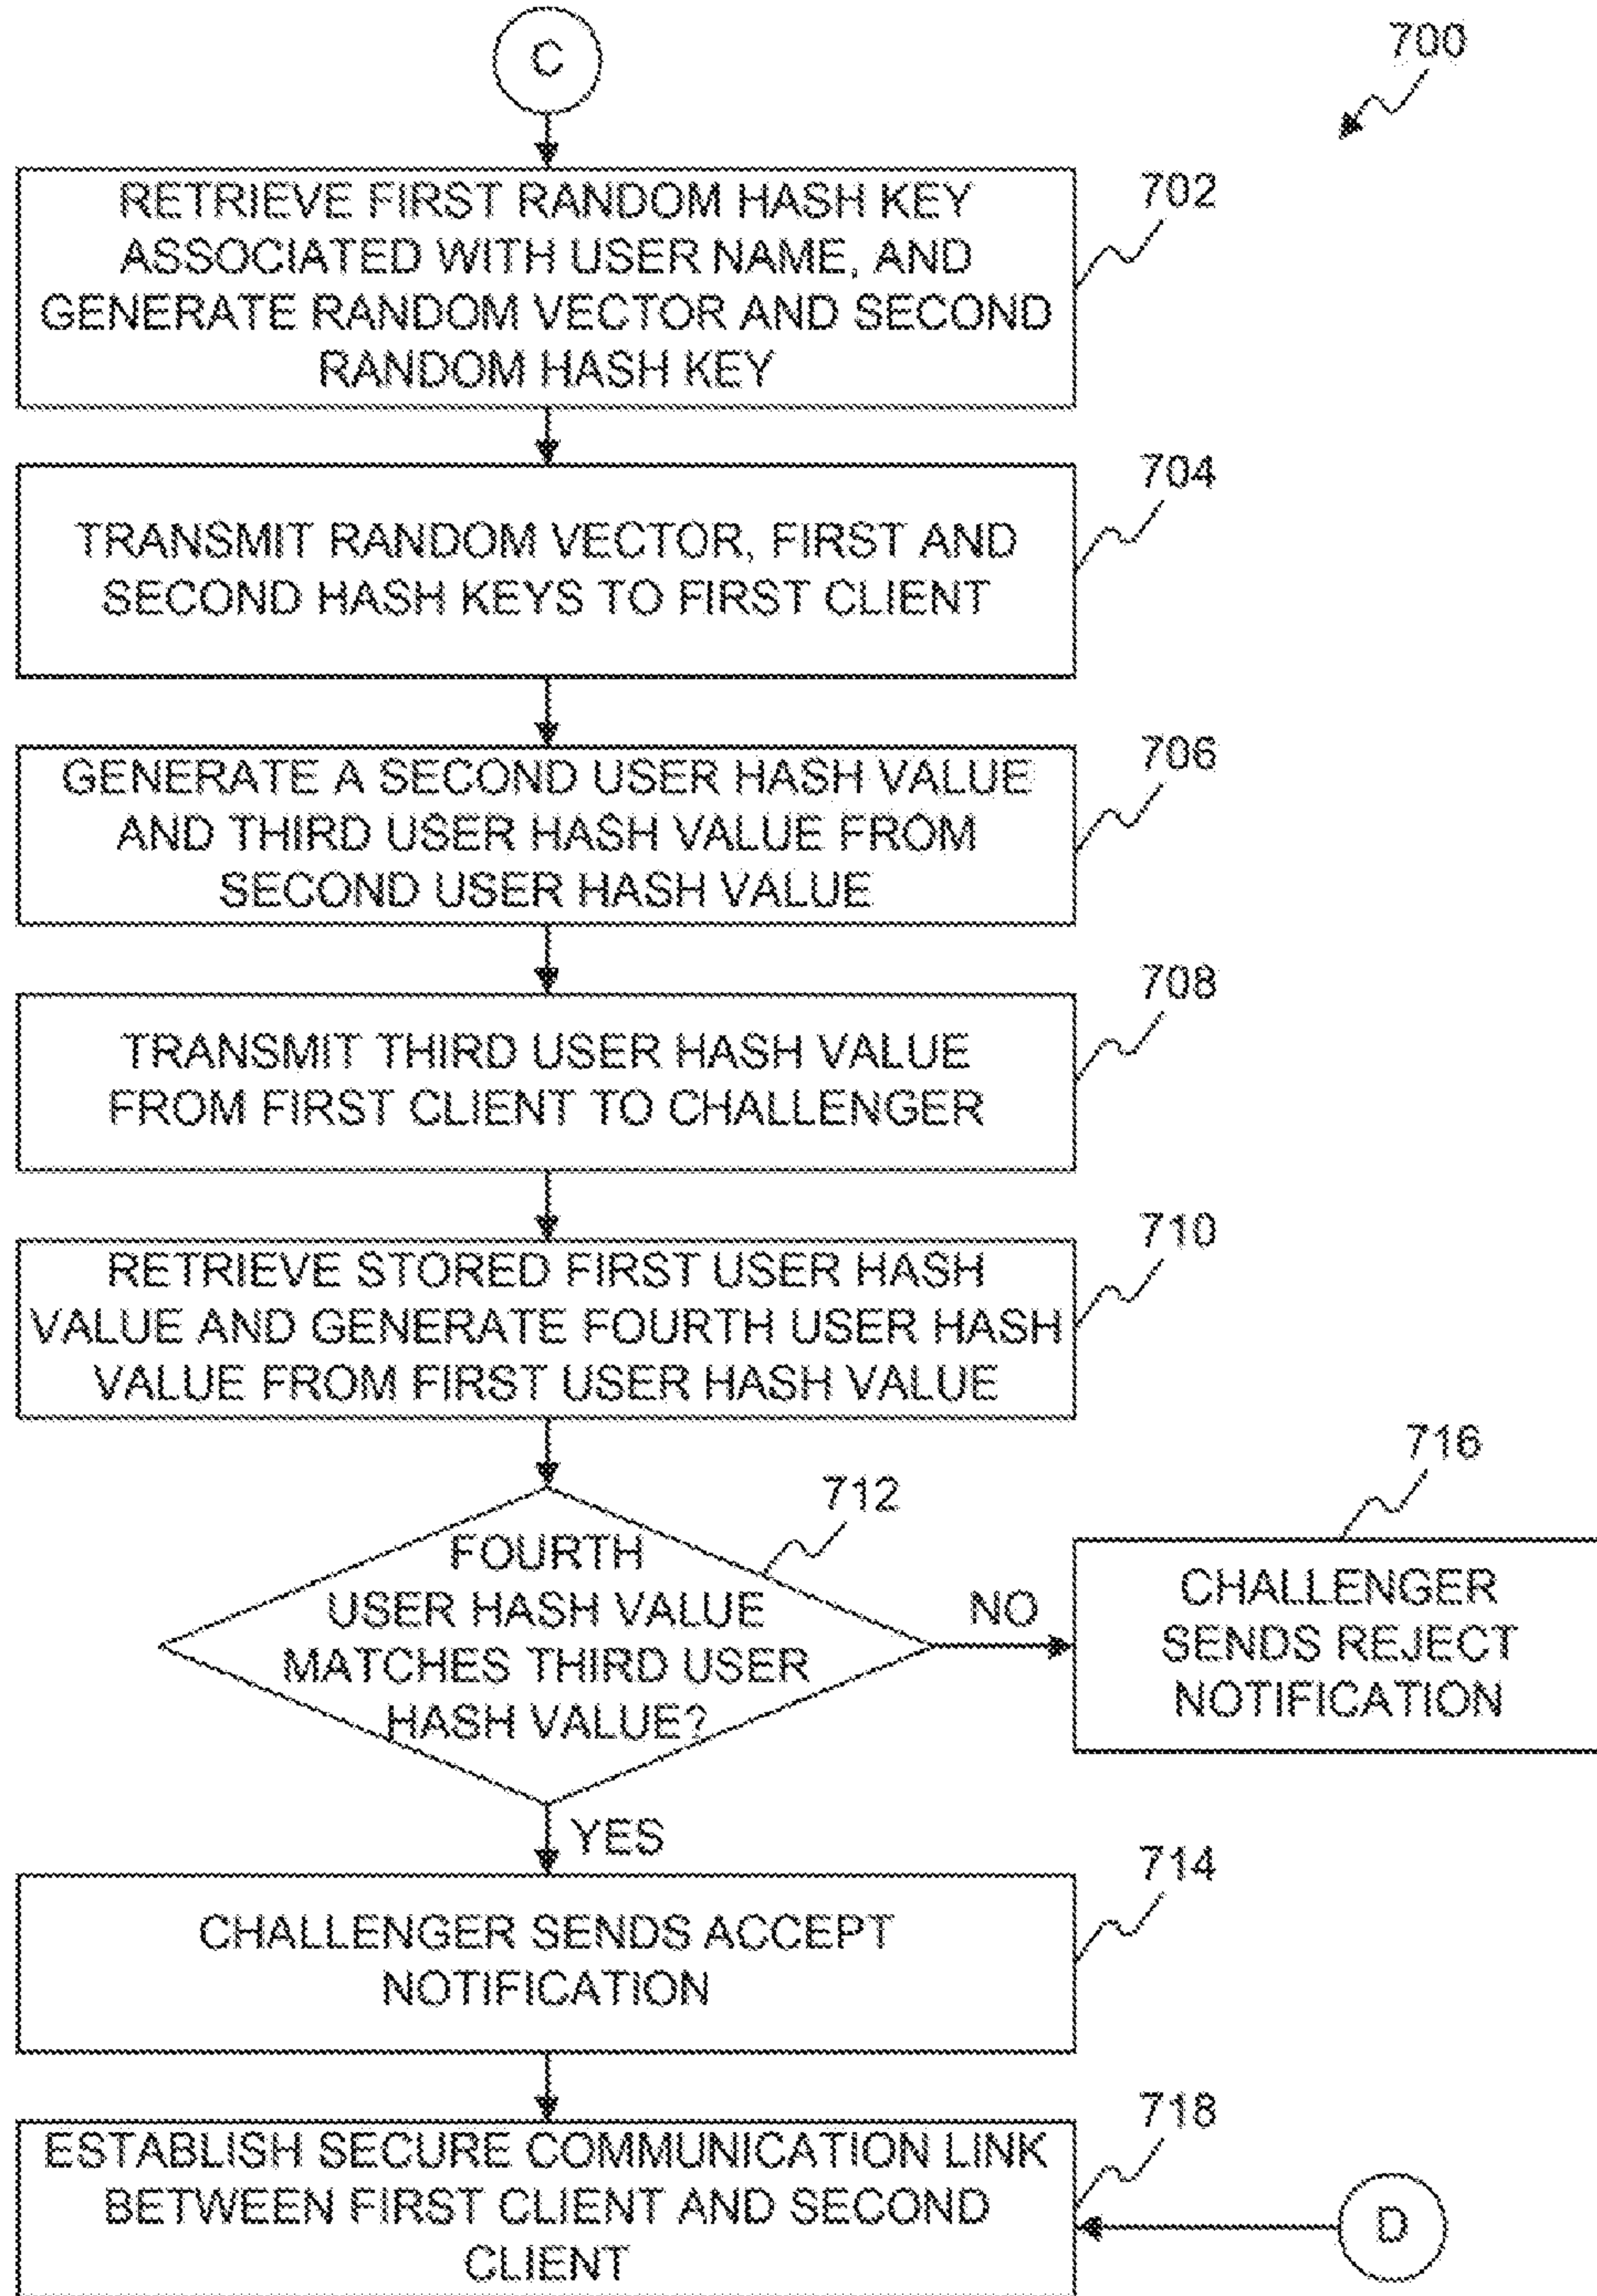 C
700
RETRIEVE FIRST RANDOM HASH KEY
ASSOCIATED WITH USER NAME, AND
GENERATE RANDOM VECTOR AND SECOND
RANDOM HASH KEY
702
TRANSMIT RANDOM VECTOR, FIRST AND
SECOND HASH KEYS TO FIRST CLIENT
704
GENERATE A SECOND USER HASH VALUE
AND THIRD USER HASH VALUE FROM
SECOND USER HASH VALUE
706
TRANSMIT THIRD USER HASH VALUE
FROM FIRST CLIENT TO CHALLENGER
708
RETRIEVE STORED FIRST USER HASH
VALUE AND GENERATE FOURTH USER HASH
VALUE FROM FIRST USER HASH VALUE
710
FOURTH
USER HASH VALUE
MATCHES THIRD USER
HASH VALUE?
712
NO
CHALLENGER
SENDS REJECT
NOTIFICATION
716
YES
CHALLENGER SENDS ACCEPT
NOTIFICATION
714
ESTABLISH SECURE COMMUNICATION LINK
BETWEEN FIRST CLIENT AND SECOND
CLIENT
718
D